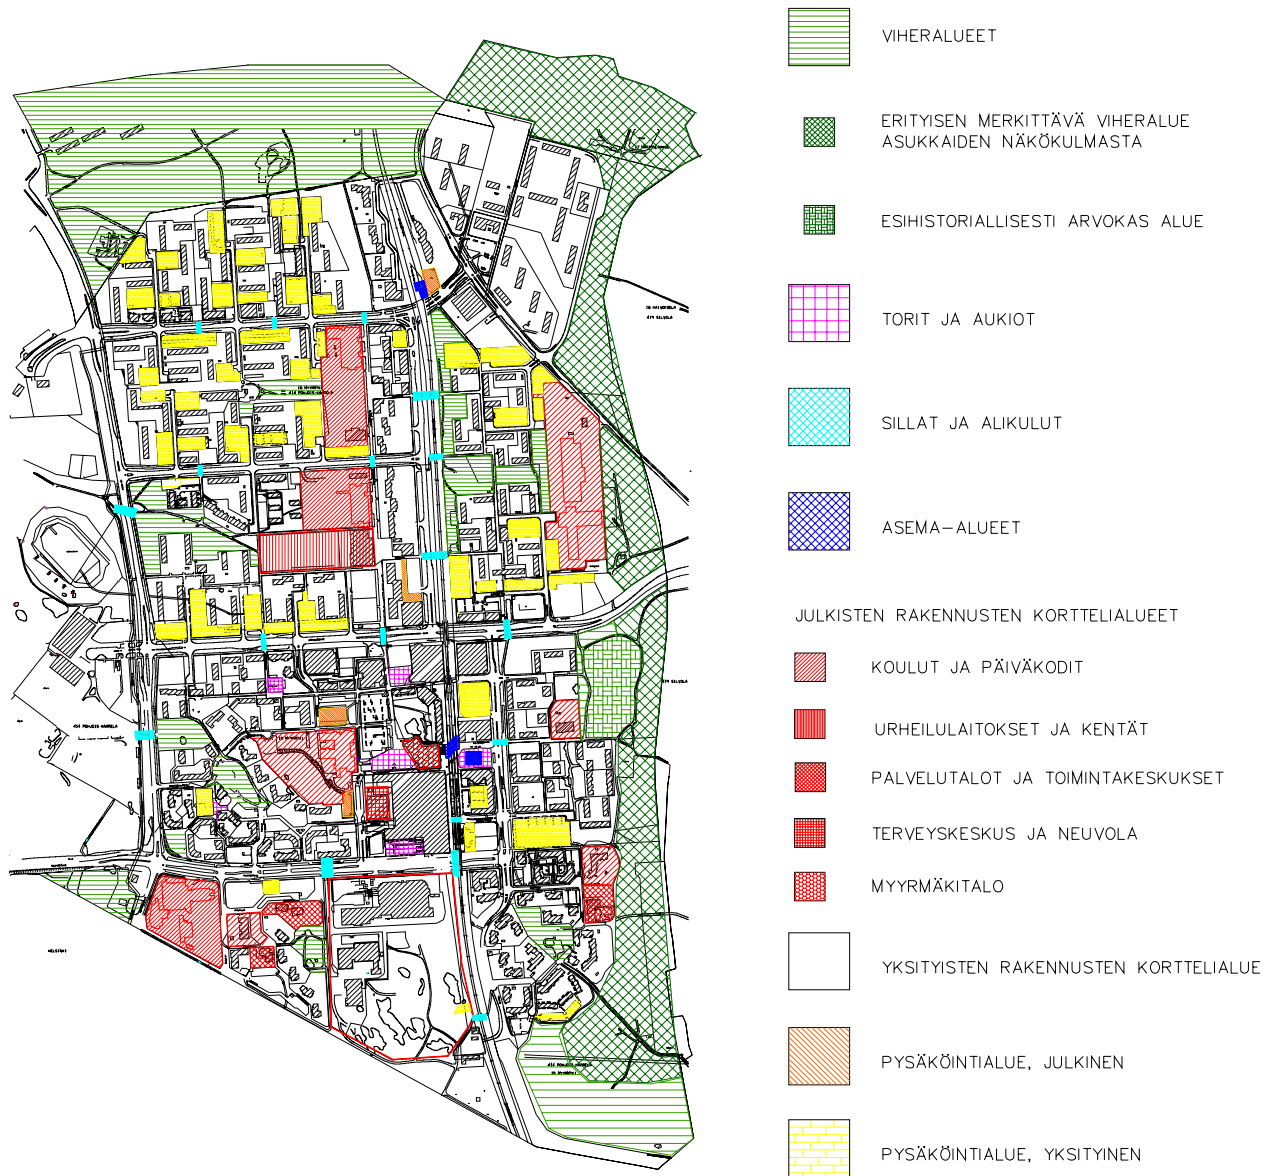 VIHERALUEET
ERITYISEN MERKITTÄVÄ VIHERALUE
ASUKKAIDEN NÄKÖKULMASTA
ESIHISTORIALLISESTI ARVOKAS ALUE
TORIT JA AUKIOT
SILLAT JA ALIKULUT
ASEMA-ALUEET
JULKISTEN RAKENNUSTEN KORTTELIALUEET
KOULUT JA PÄIVÄKODIT
URHEILULAITOKSET JA KENTÄT
PALVELUTALOT JA TOIMINTAKESKUKSET
TERVEYSKESKUS JA NEUVOLA
MYYRMÄKITALO
YKSITYISTEN RAKENNUSTEN KORTTELIALUE
PYSÄKÖINTIALUE, JULKINEN
PYSÄKÖINTIALUE, YKSITYINEN